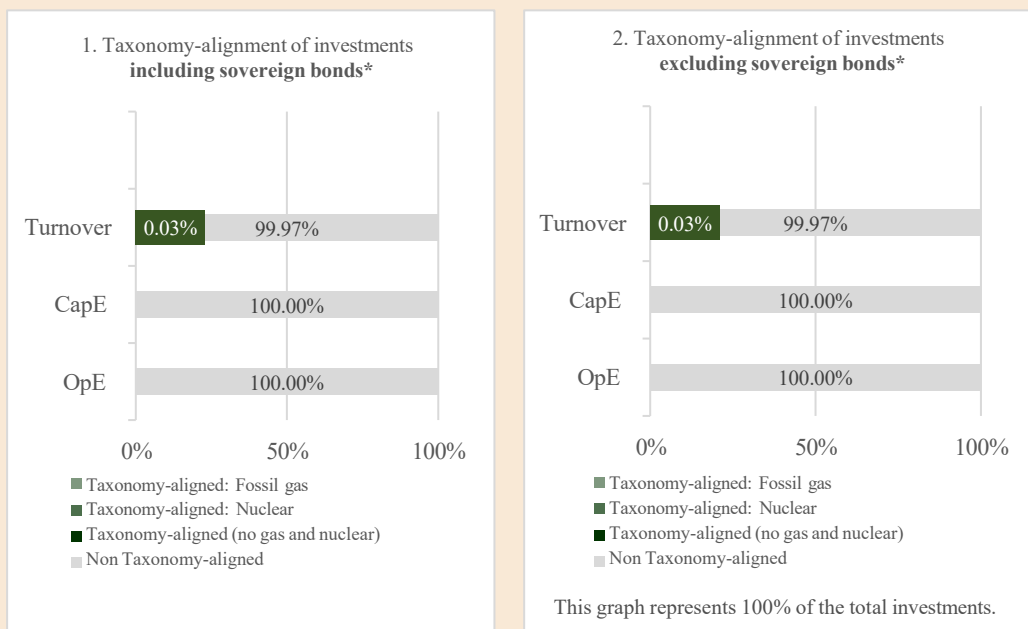 1. Taxonomy-alignment of investments
including sovereign bonds*
Turnover
0.03%
99.97%
CapE
100.00%
OpE
100.00%
0%
50%
100%
Taxonomy-aligned: Fossil gas
Taxonomy-aligned: Nuclear
Taxonomy-aligned (no gas and nuclear)
Non Taxonomy-aligned
2. Taxonomy-alignment of investments
excluding sovereign bonds*
Turnover
0.03%
99.97%
CapE
100.00%
OpE
100.00%
0%
50%
100%
Taxonomy-aligned: Fossil gas
Taxonomy-aligned: Nuclear
Taxonomy-aligned (no gas and nuclear)
Non Taxonomy-aligned
This graph represents 100% of the total investments.